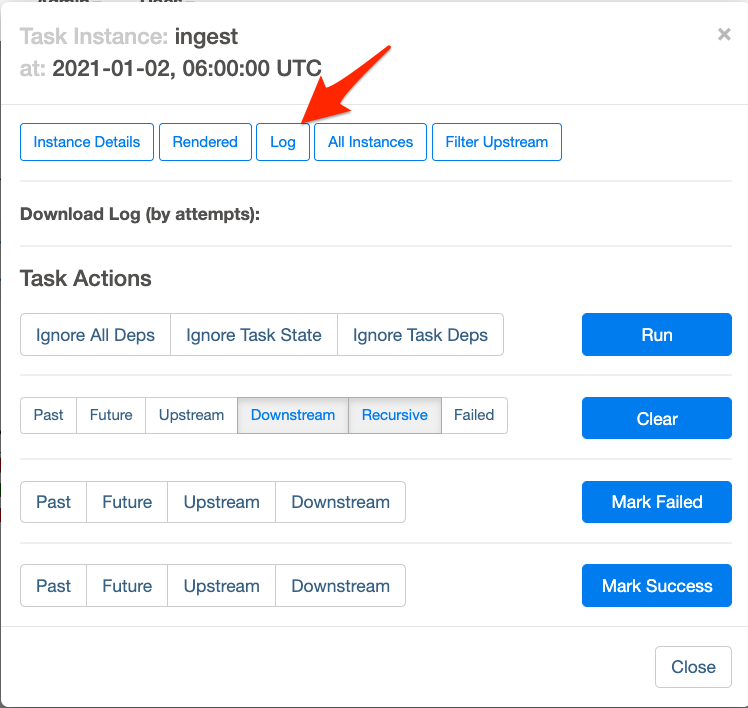 Task Instance: ingest
×
at: 2021-01-02, 06:00:00 UTC
Instance Details Rendered Log All Instances Filter Upstream
Download Log (by attempts):
Task Actions
Ignore All Deps Ignore Task State Ignore Task Deps Run
Past Future Upstream Downstream Recursive Failed Clear
Past Future Upstream Downstream Mark Failed
Past Future Upstream Downstream Mark Success
Close